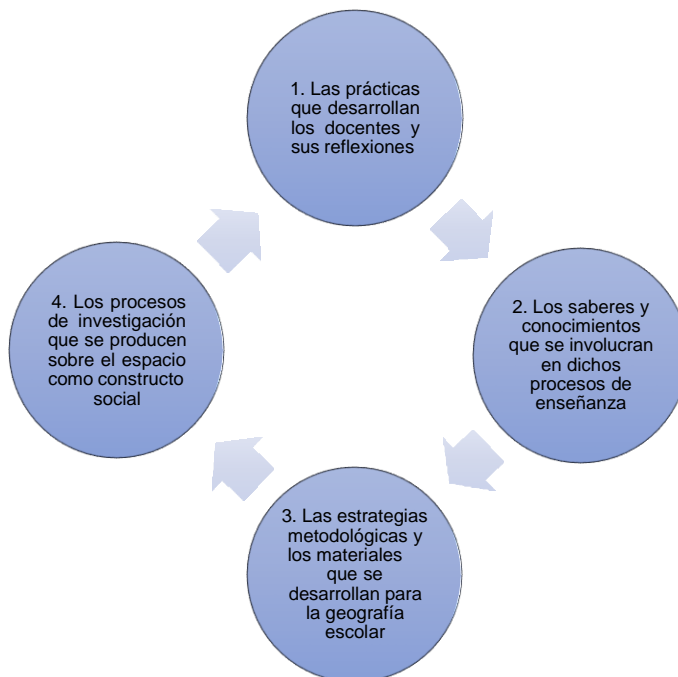 1. Las prácticas
que desarrollan
los docentes y
sus reflexiones
2. Los saberes y
conocimientos
que se involucran
en dichos
procesos de
enseñanza
3. Las estrategias
metodológicas y
los materiales
que se
desarrollan para
la geografía
escolar
4. Los procesos
de investigación
que se producen
sobre el espacio
como constructo
social